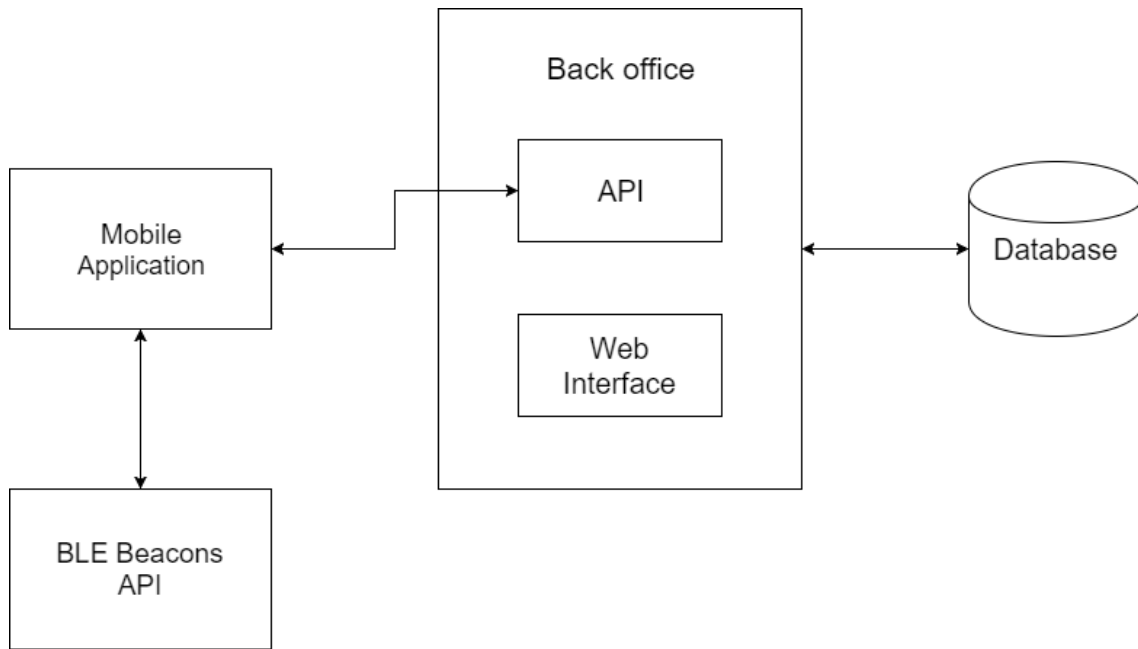 Back office
API
Mobile
Application
Database
Web
Interface
BLE Beacons
API